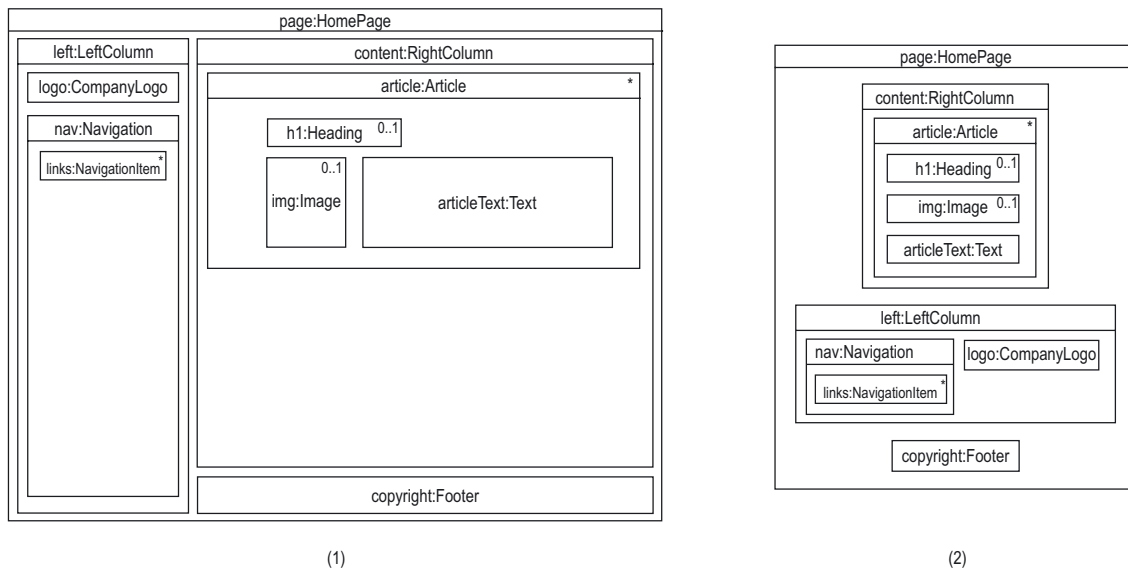 page:HomePage
left:LeftColumn
logo:CompanyLogo
nav:Navigation
links:NavigationItem *
content:RightColumn
article:Article *
h1:Heading 0..1
0..1
img:Image
articleText:Text
copyright:Footer
(1)
page:HomePage
content:RightColumn
article:Article *
h1:Heading 0..1
img:Image 0..1
articleText:Text
left:LeftColumn
nav:Navigation
links:NavigationItem *
logo:CompanyLogo
copyright:Footer
(2)